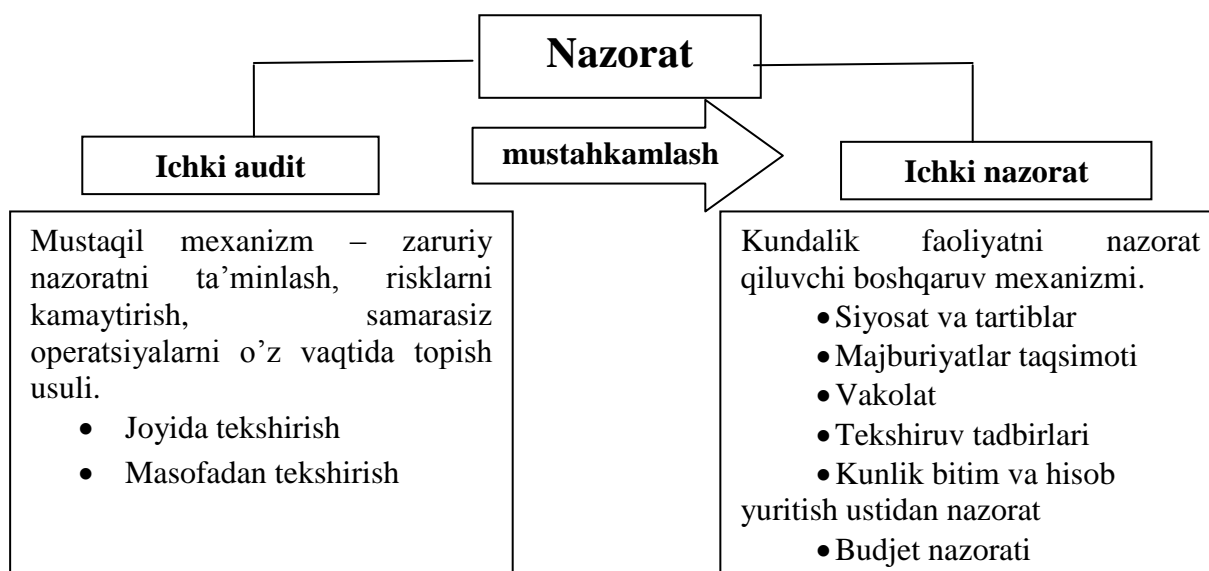 Nazorat
Ichki audit
mustahkamlash
Ichki nazorat
Mustaqil mexanizm – zaruriy
nazoratni ta’minlash, risklarni
kamaytirish, samarasiz
operatsiyalarni o’z vaqtida topish
usuli.
• Joyida tekshirish
• Masofadan tekshirish
Kundalik faoliyatni nazorat
qiluvchi boshqaruv mexanizmi.
• Siyosat va tartiblar
• Majburiyatlar taqsimoti
• Vakolat
• Tekshiruv tadbirlari
• Kunlik bitim va hisob
yuritish ustidan nazorat
• Budjet nazorati